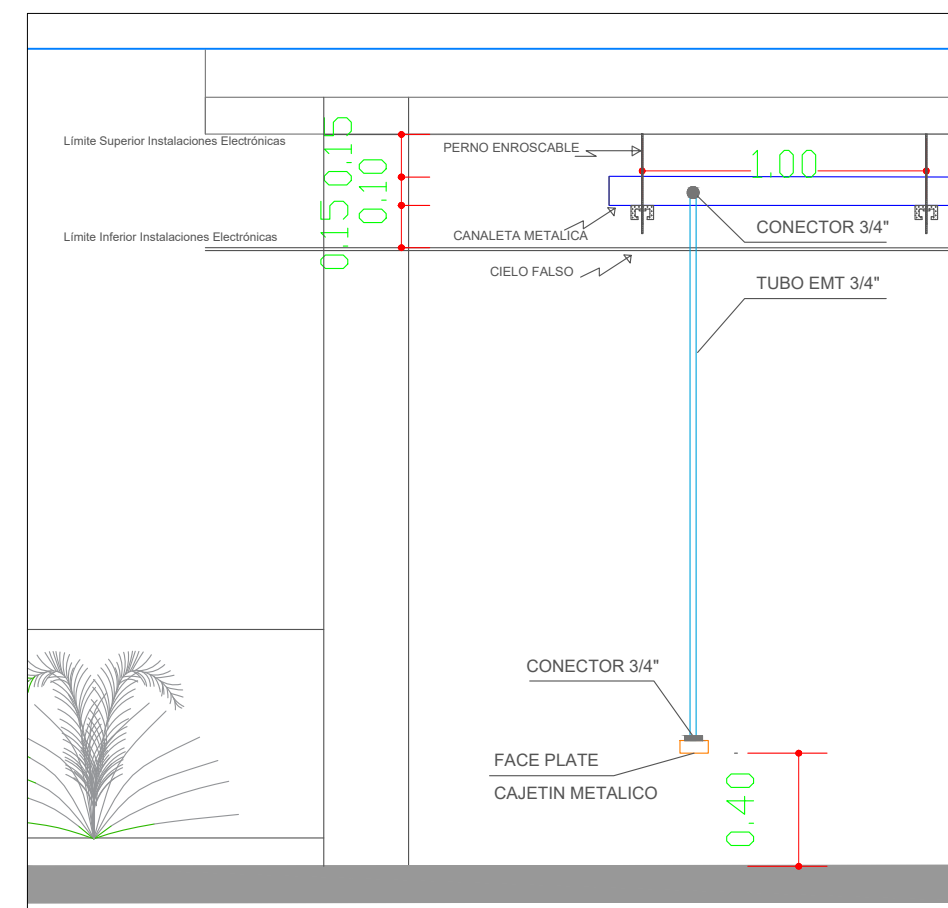 Límite Superior Instalaciones Electrónicas
0.15
0.10
0.15
PERNO ENROSCABLE
1.00
CONECTOR 3/4"
CANALETA METALICA
Límite Inferior Instalaciones Electrónicas
CIELO FALSO
TUBO EMT 3/4"
CONECTOR 3/4"
FACE PLATE
CAJETIN METALICO
0.40